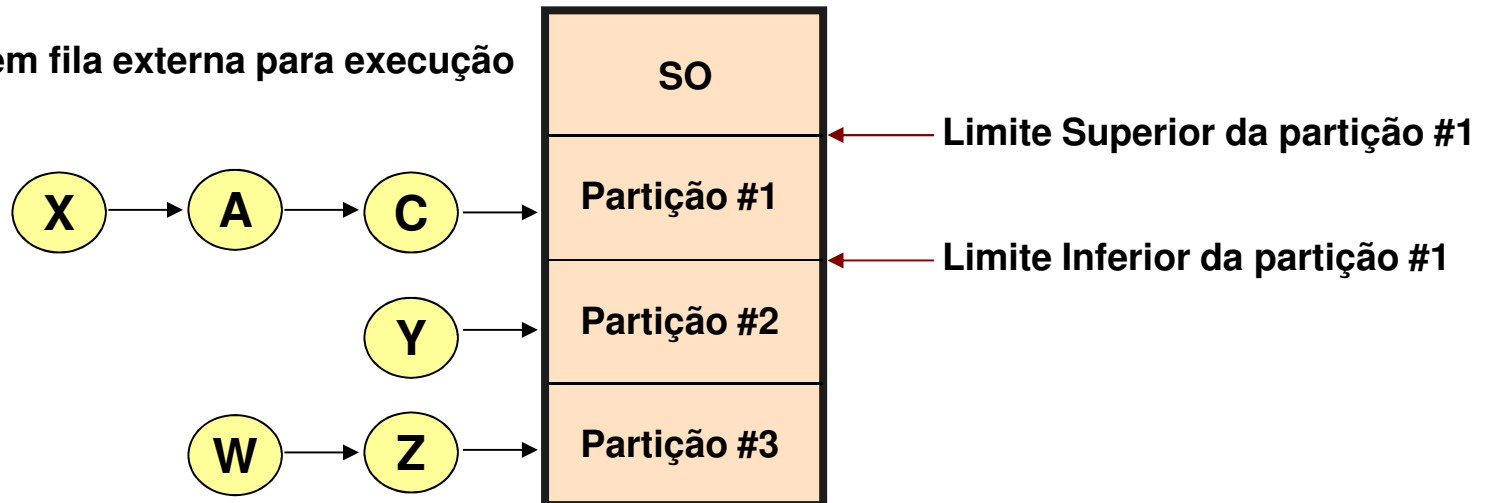 em fila externa para execução
SO
Limite Superior da partição #1
X A C Partição #1
Limite Inferior da partição #1
Y Partição #2
W Z Partição #3